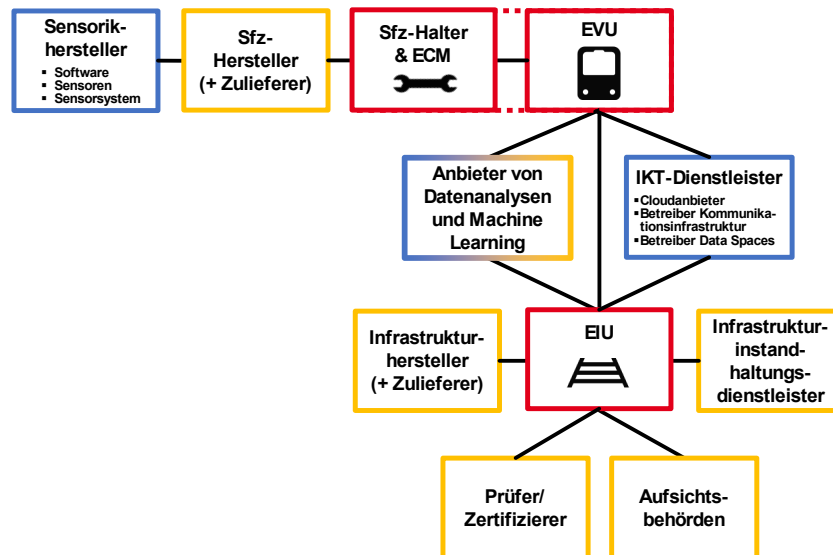 Sensorik-
hersteller
▪ Software
▪ Sensoren
▪ Sensorsystem
Sfz-
Hersteller
(+ Zulieferer)
Sfz-Halter
& ECM
EVU
Anbieter von
Datenanalysen
und Machine
Learning
IKT-Dienstleister
▪Cloudanbieter
▪Betreiber Kommunika-
tionsinfrastruktur
▪Betreiber Data Spaces
Infrastruktur-
hersteller
(+ Zulieferer)
EIU
Infrastruktur-
instand-
haltungs-
dienstleister
Prüfer/
Zertifizierer
Aufsichts-
behörden